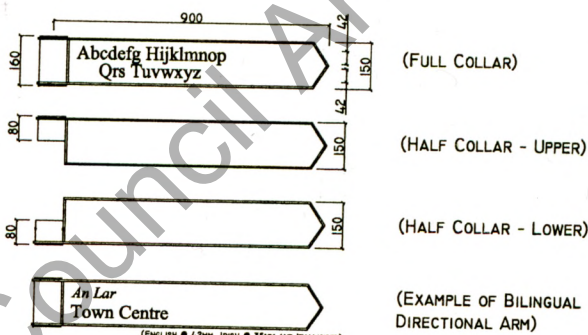 900
42
160
Abcdefg Hijklmnop
Qrs Tuvwxyz
150
(FULL COLLAR)
42
80
150
(HALF COLLAR - UPPER)
80
150
(HALF COLLAR - LOWER)
An Lar
Town Centre
(EXAMPLE OF BILINGUAL
DIRECTIONAL ARM)
Council